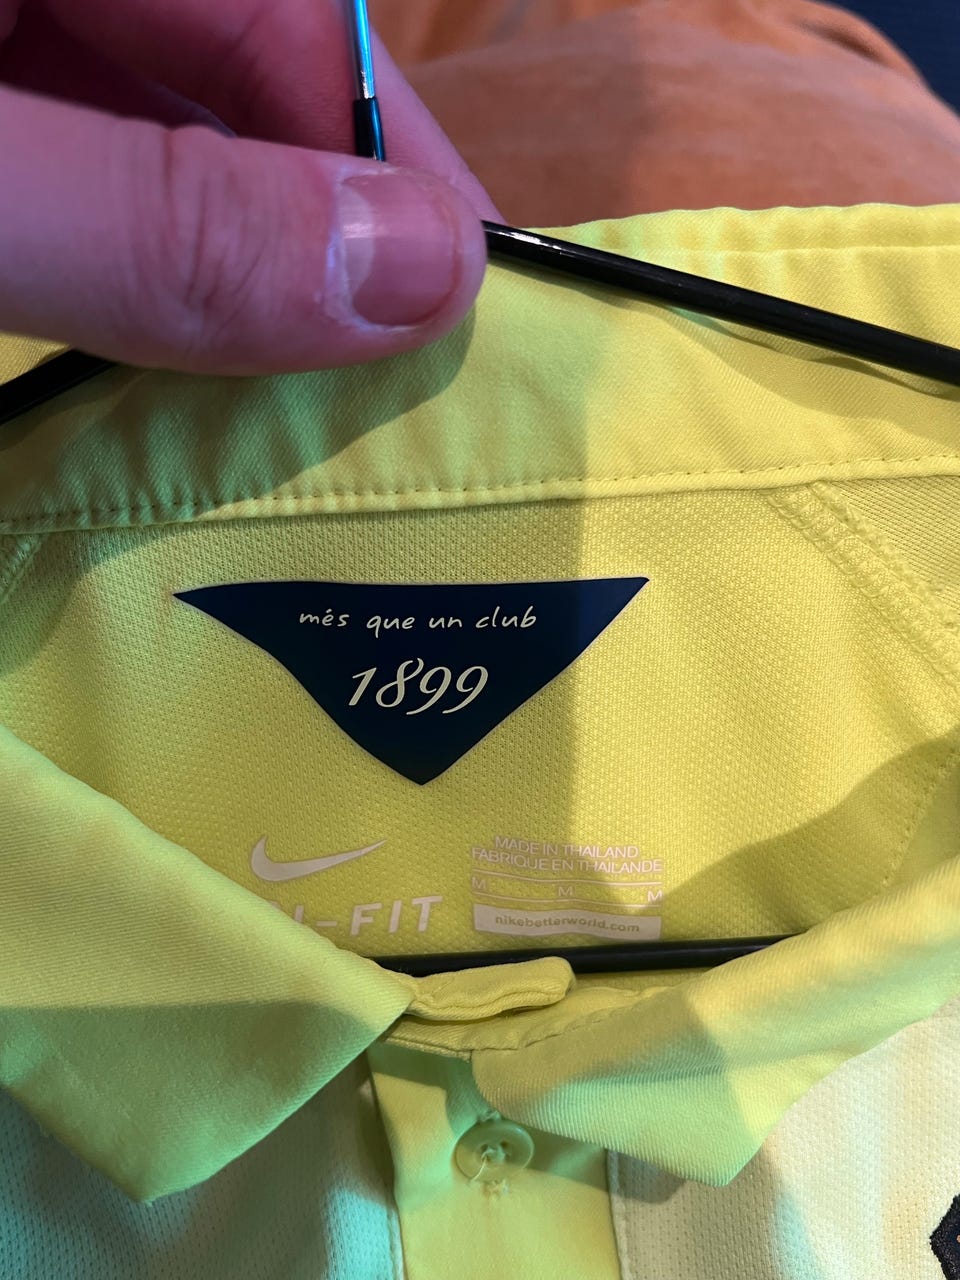 més que un club
1899
-FIT
MADE IN THAILAND
FABRIQUE EN THAILANDE
M M M
nikebetterworld.com